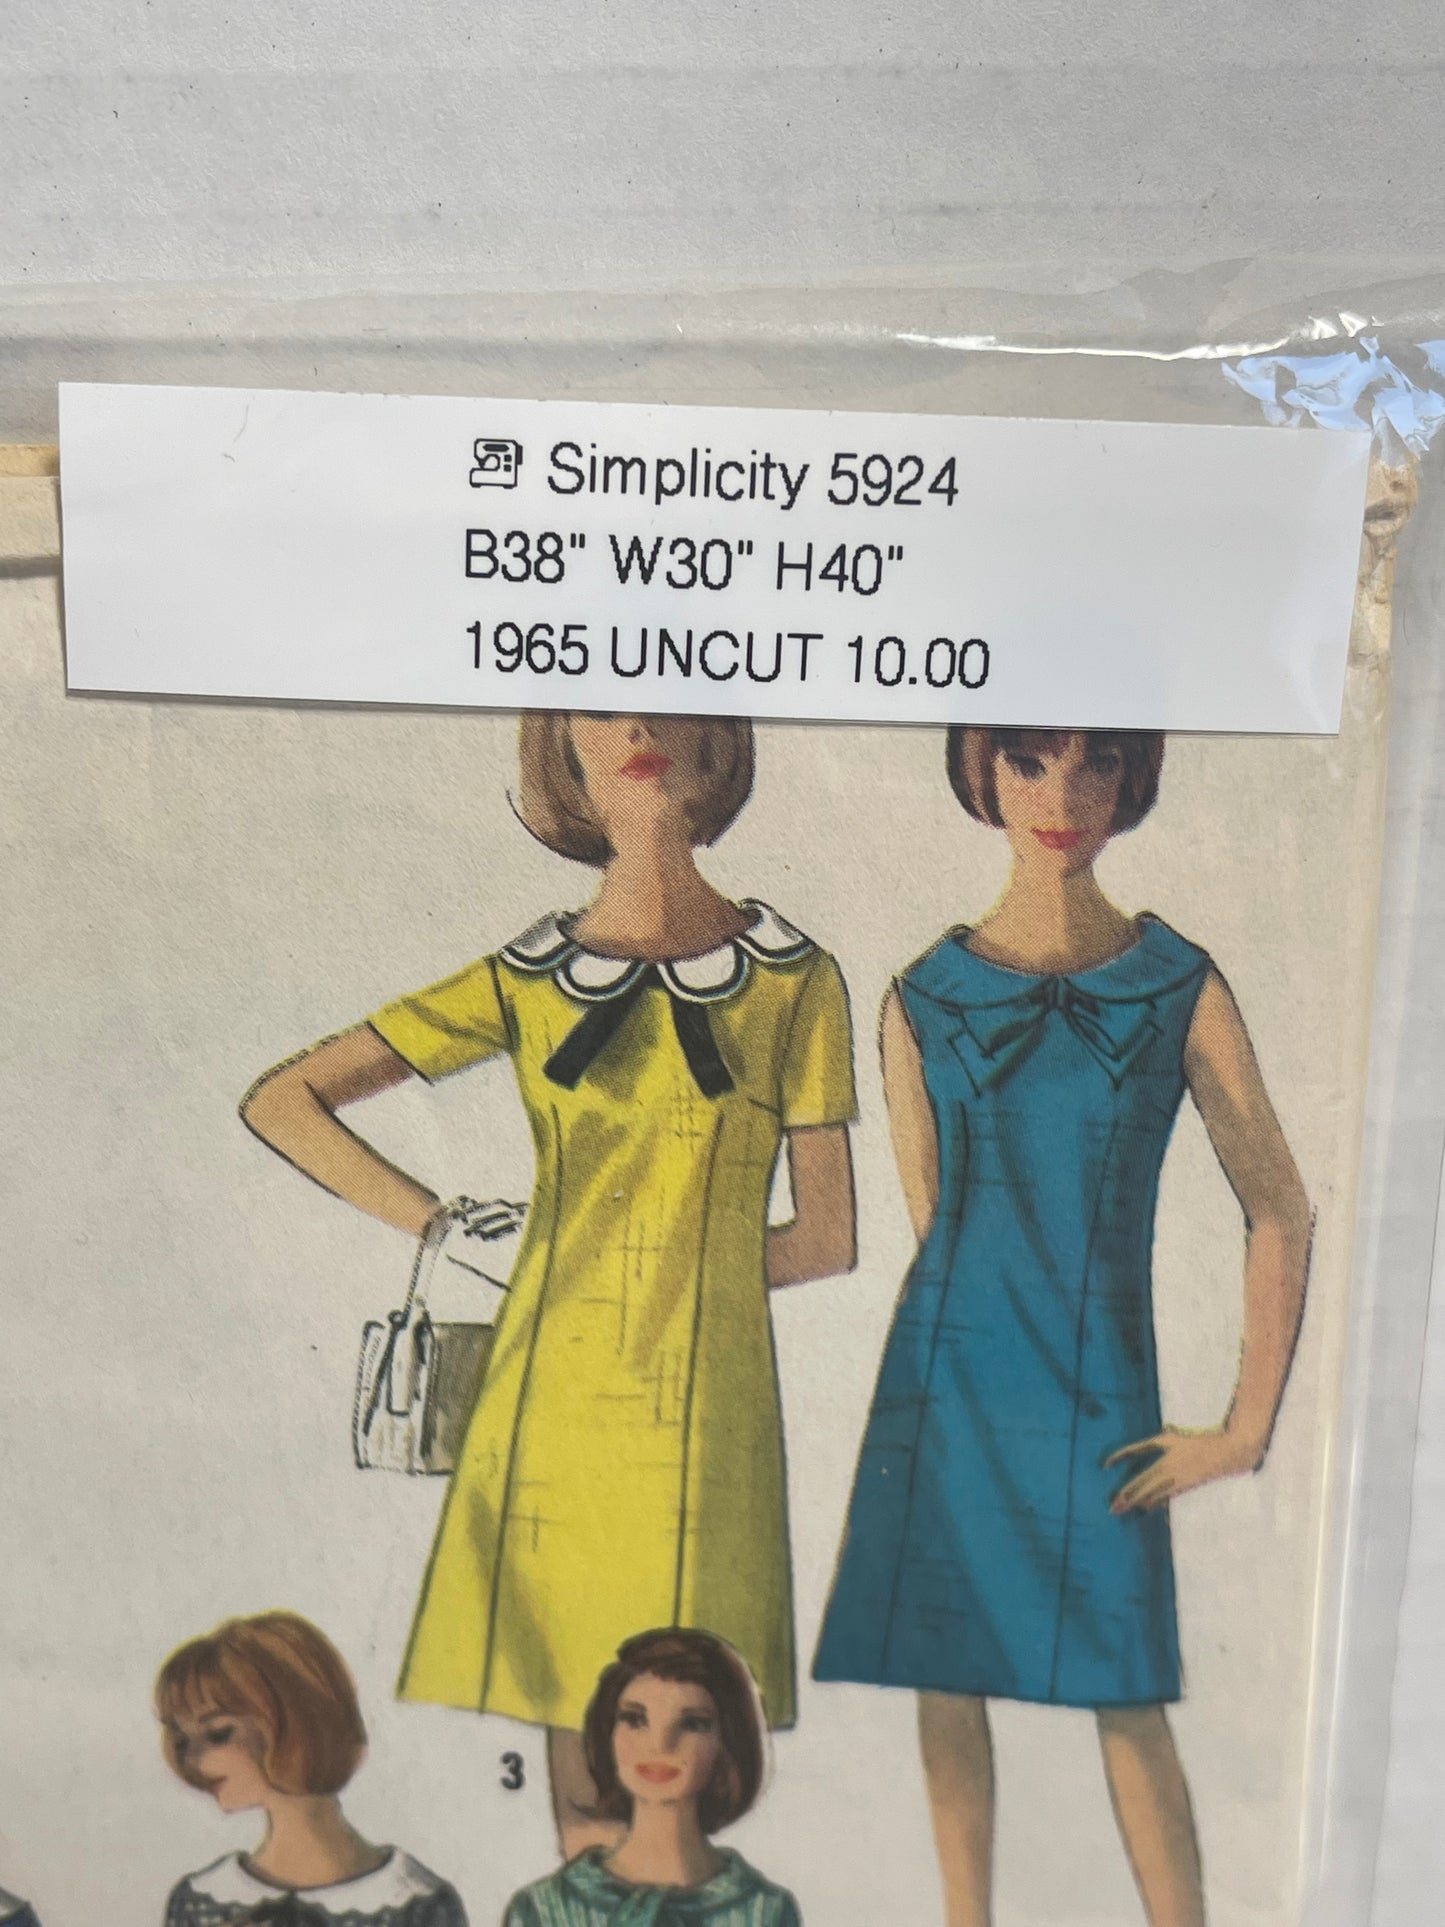 Simplicity 5924
B38" W30" H40"
1965 UNCUT 10.00
3